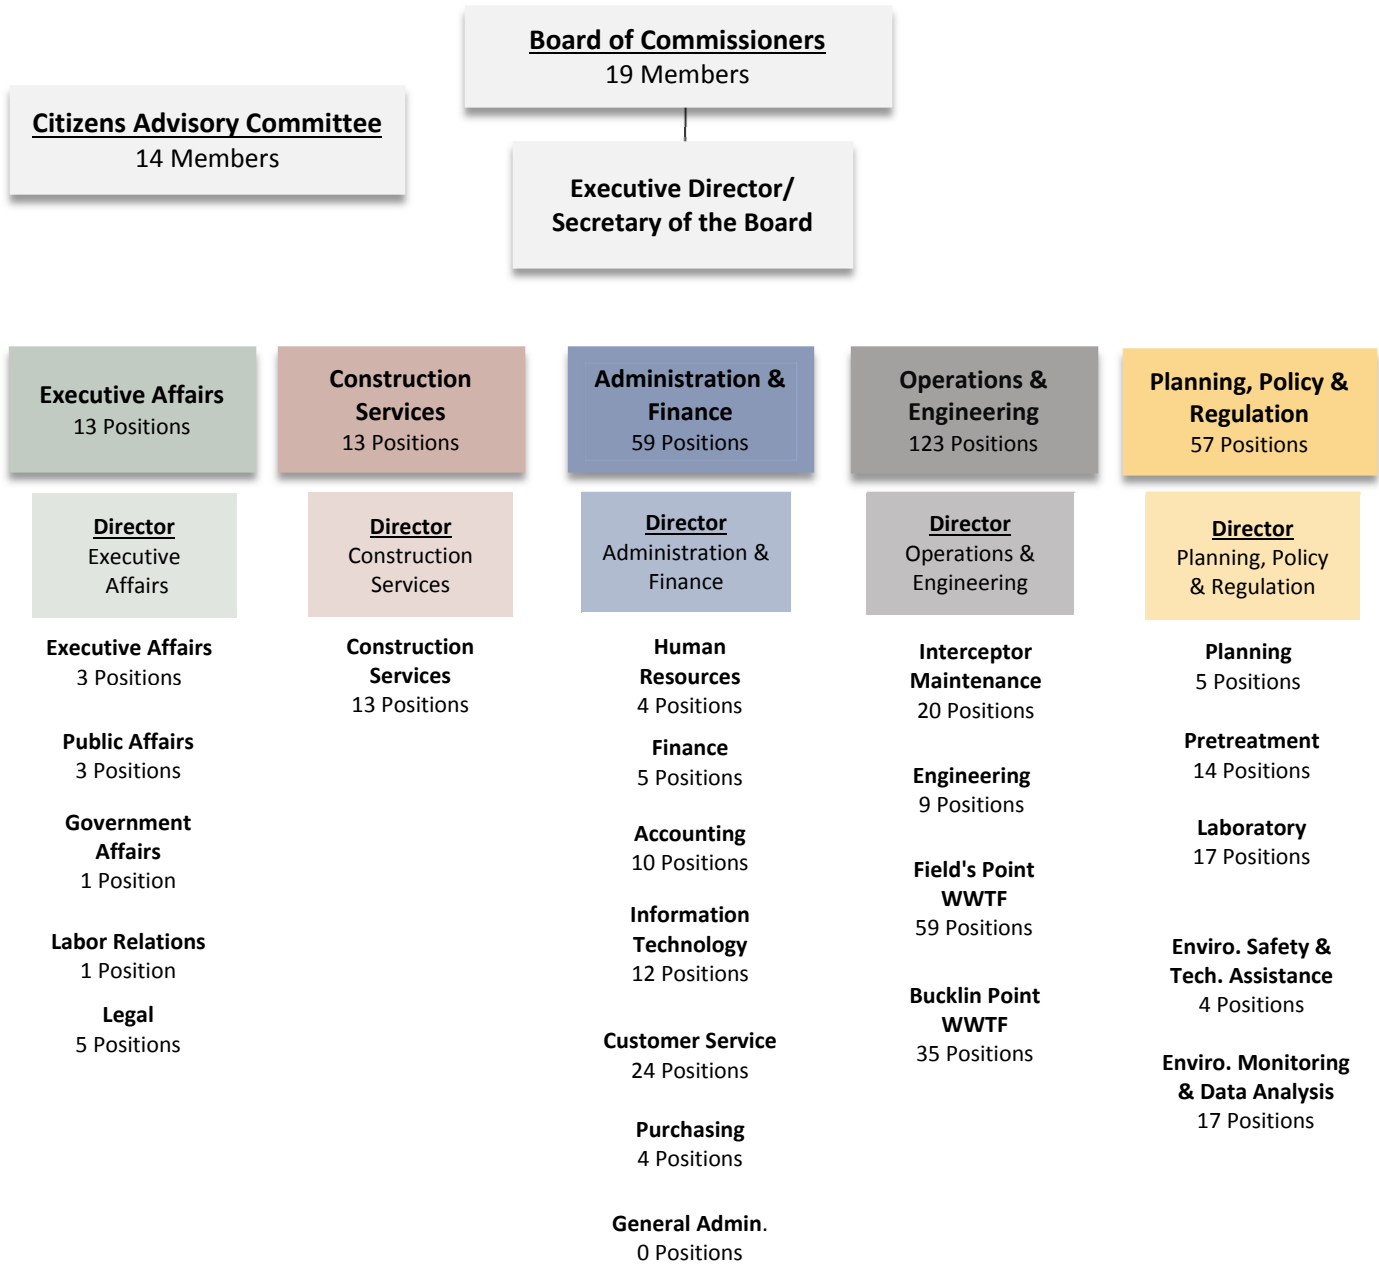 Board of Commissioners
19 Members
Citizens Advisory Committee
14 Members
Executive Director/
Secretary of the Board
Executive Affairs
13 Positions
Construction
Services
13 Positions
Administration &
Finance
59 Positions
Operations &
Engineering
123 Positions
Planning, Policy &
Regulation
57 Positions
Director
Executive
Affairs
Director
Construction
Services
Director
Administration &
Finance
Director
Operations &
Engineering
Director
Planning, Policy
& Regulation
Executive Affairs
3 Positions
Public Affairs
3 Positions
Government
Affairs
1 Position
Labor Relations
1 Position
Legal
5 Positions
Construction
Services
13 Positions
Human
Resources
4 Positions
Finance
5 Positions
Accounting
10 Positions
Information
Technology
12 Positions
Customer Service
24 Positions
Purchasing
4 Positions
General Admin.
0 Positions
Interceptor
Maintenance
20 Positions
Engineering
9 Positions
Field's Point
WWTF
59 Positions
Bucklin Point
WWTF
35 Positions
Planning
5 Positions
Pretreatment
14 Positions
Laboratory
17 Positions
Enviro. Safety &
Tech. Assistance
4 Positions
Enviro. Monitoring
& Data Analysis
17 Positions